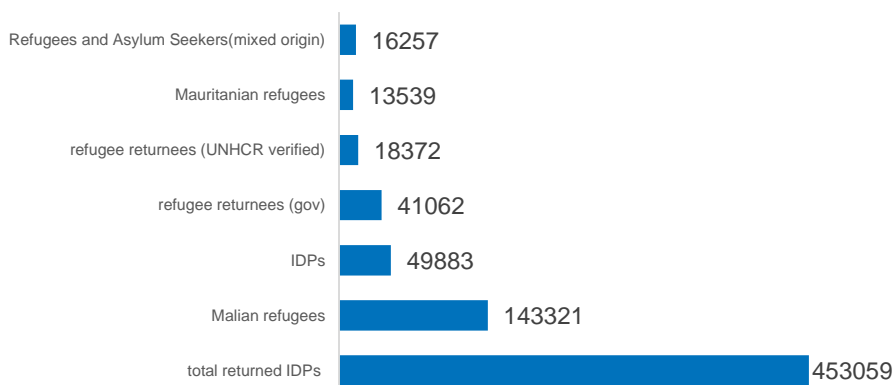 Refugees and Asylum Seekers(mixed origin) 16257
Mauritanian refugees 13539
refugee returnees (UNHCR verified) 18372
refugee returnees (gov) 41062
IDPs 49883
Malian refugees 143321
total returned IDPs 453059